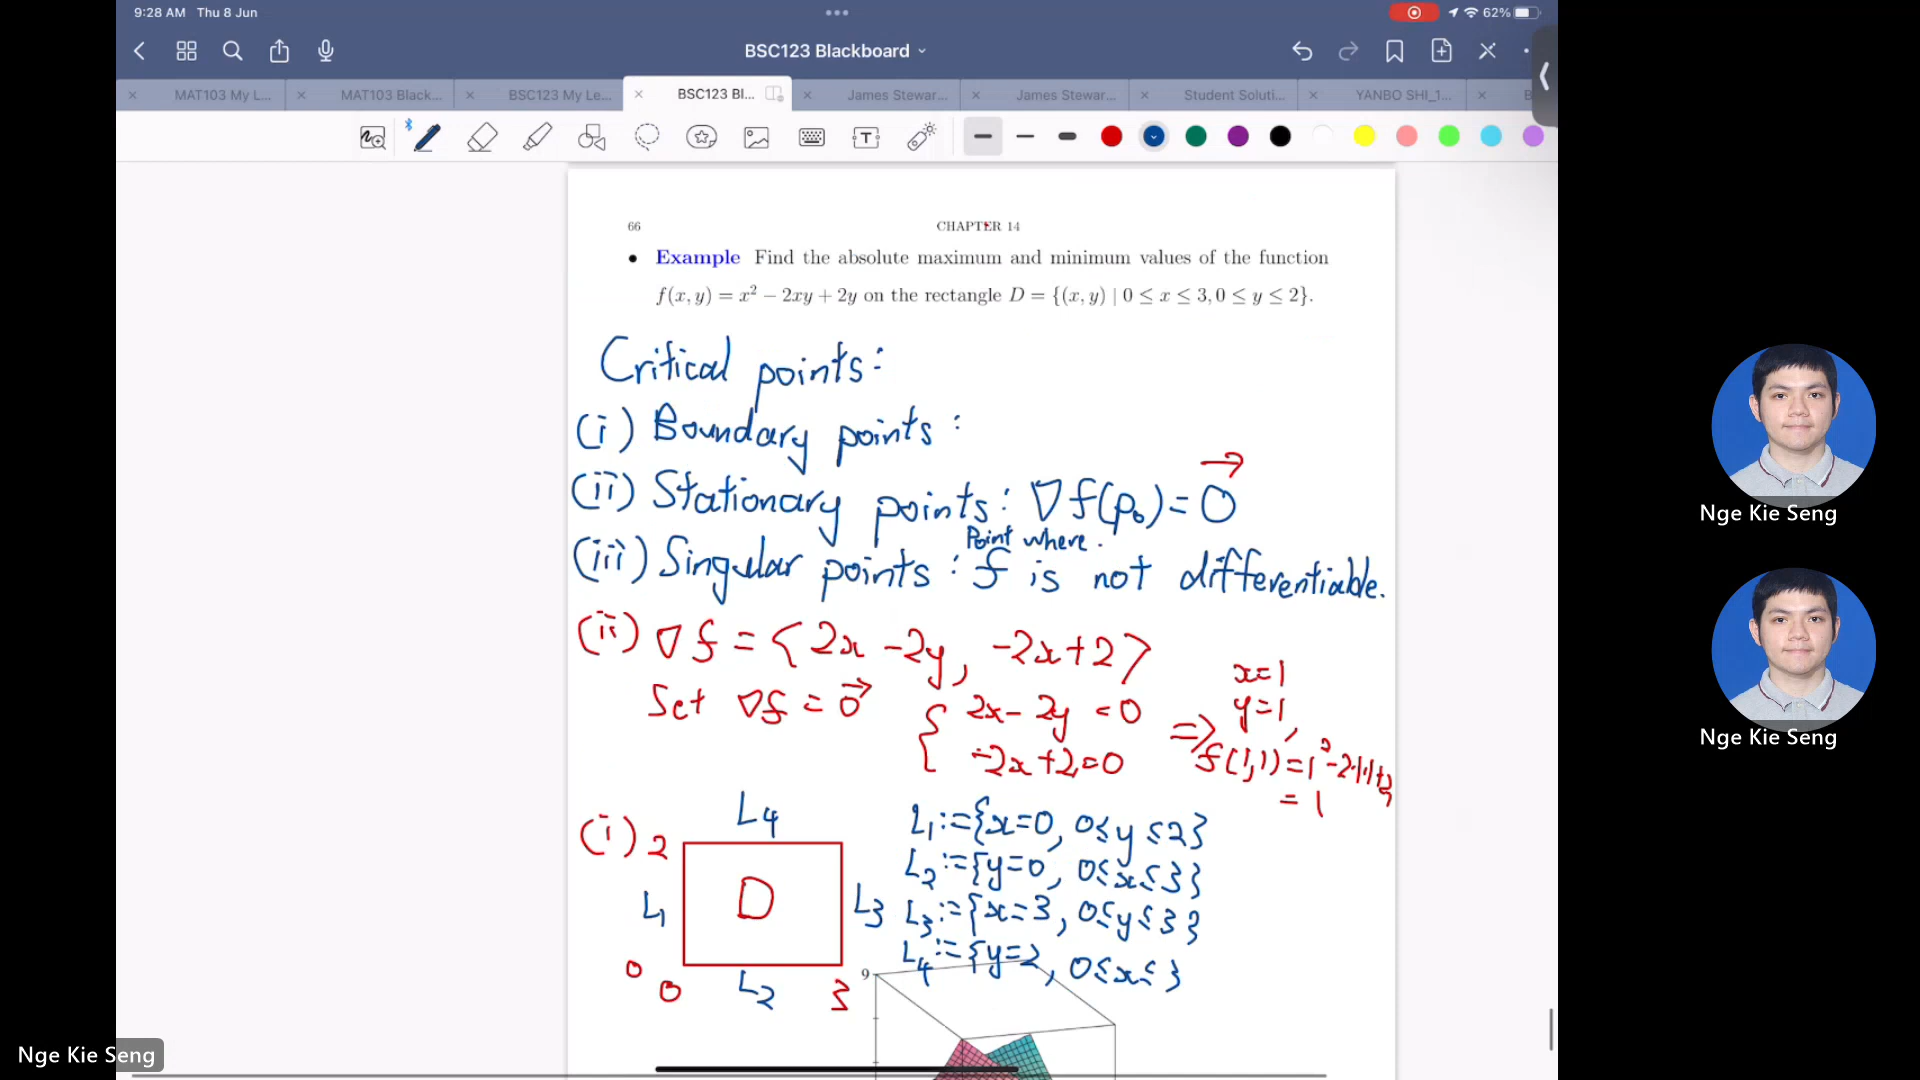 9:28 AM Thu 8 Jun
62%
BSC123 Blackboard
MAT103 My L...
MAT103 Black...
BSC123 My Le...
BSC123 Bl...
James Stewar...
James Stewar...
Student Soluti...
YANBO SHI_1...
B
66
CHAPTER 14
• Example Find the absolute maximum and minimum values of the function
f(x, y) = x² − 2xy + 2y on the rectangle D = {(x, y) | 0 ≤ x ≤ 3, 0 ≤ y ≤ 2}.
Critical points:
(i) Boundary points:
(ii) Stationary points: ∇f(p₀) = 0⃗
Point where.
(iii) Singular points: f is not differentiable.
(ii) ∇f = ⟨2x − 2y, −2x + 2⟩
Set ∇f = 0⃗
{ 2x − 2y = 0
−2x + 2 = 0
⇒
x = 1
y = 1,
f(1,1) = 1² − 2·1·1 + 2
= 1
(i)
2
L4
L1
D
L3
0
0
L2
3
L₁ := {x=0, 0≤y≤2}
L₂ := {y=0, 0≤x≤3}
L₃ := {x=3, 0≤y≤3}
L₄ := {y=2, 0≤x≤ }
9
Nge Kie Seng
Nge Kie Seng
Nge Kie Seng